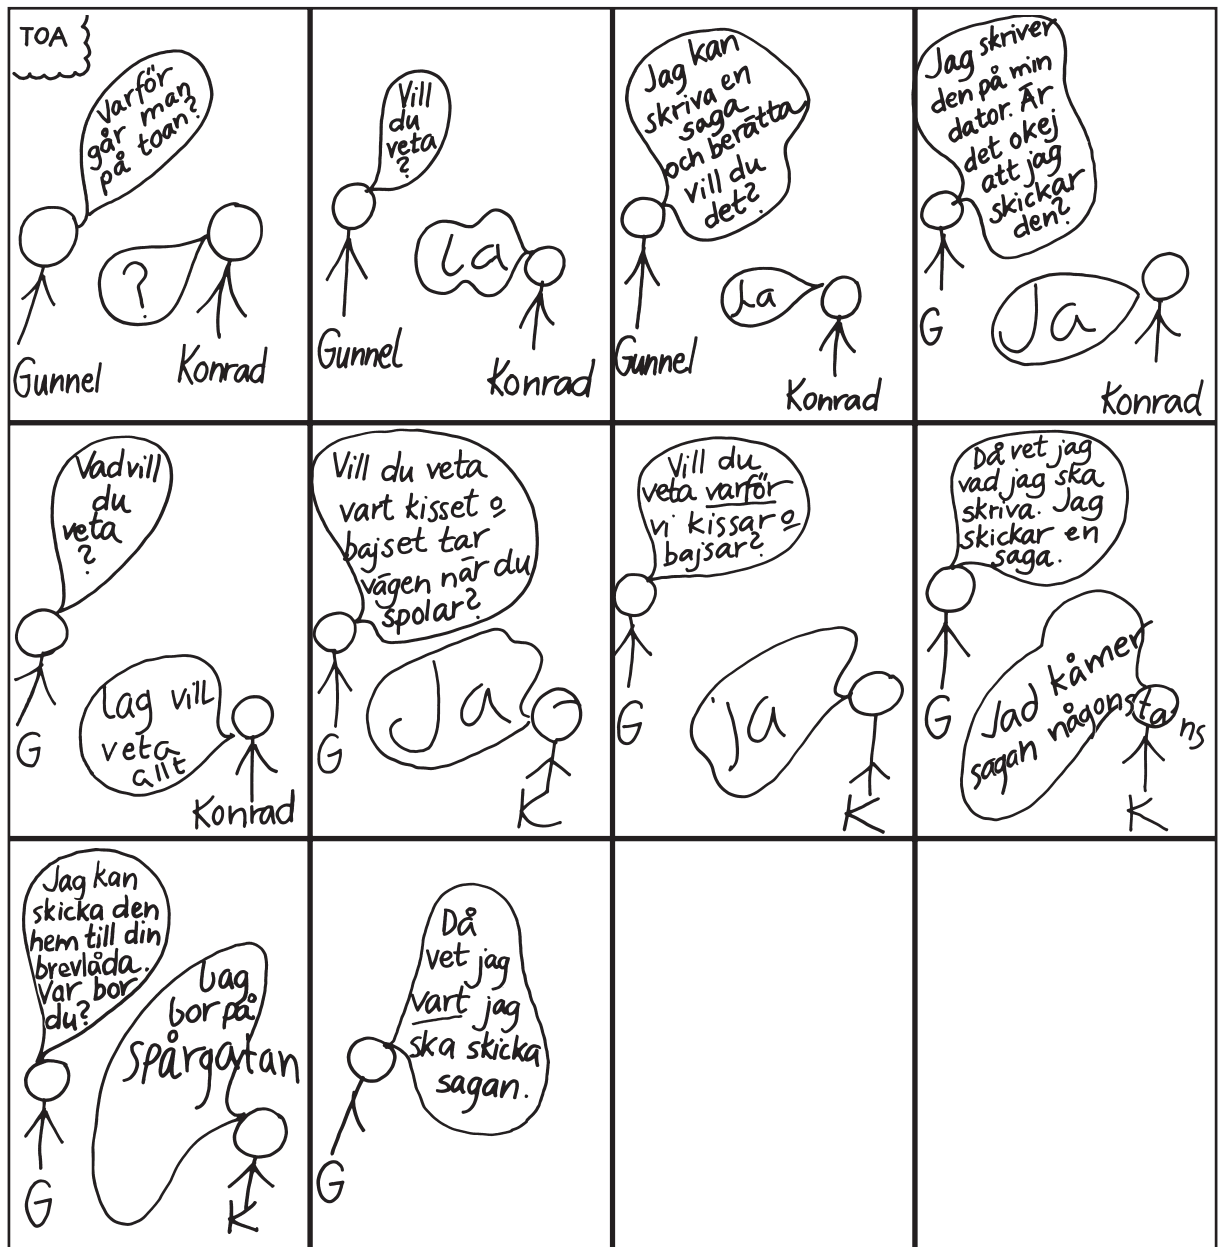 TOA
Varför
går man
på toan?
?
Gunnel
Konrad
Vill
du
veta
?
Ja
Gunnel
Konrad
Jag kan
skriva en
saga
och berätta
vill du
det?
Ja
Gunnel
Konrad
Jag skriver
den på min
dator. Är
det okej
att jag
skickar
den?
Ja
G
Konrad
Vad vill
du
veta
?
Jag vill
veta
allt
G
Konrad
Vill du veta
vart kisset o
bajset tar
vägen när du
spolar?
Ja
G
K
Vill du
veta varför
vi kissar o
bajsar?
ja
G
K
Då vet jag
vad jag ska
skriva. Jag
skickar en
saga.
Jad kåmer
sagan någonstans
G
K
Jag kan
skicka den
hem till din
brevlåda.
Var bor
du?
Jag
bor på
spårgatan
G
K
Då
vet jag
vart jag
ska skicka
sagan.
G